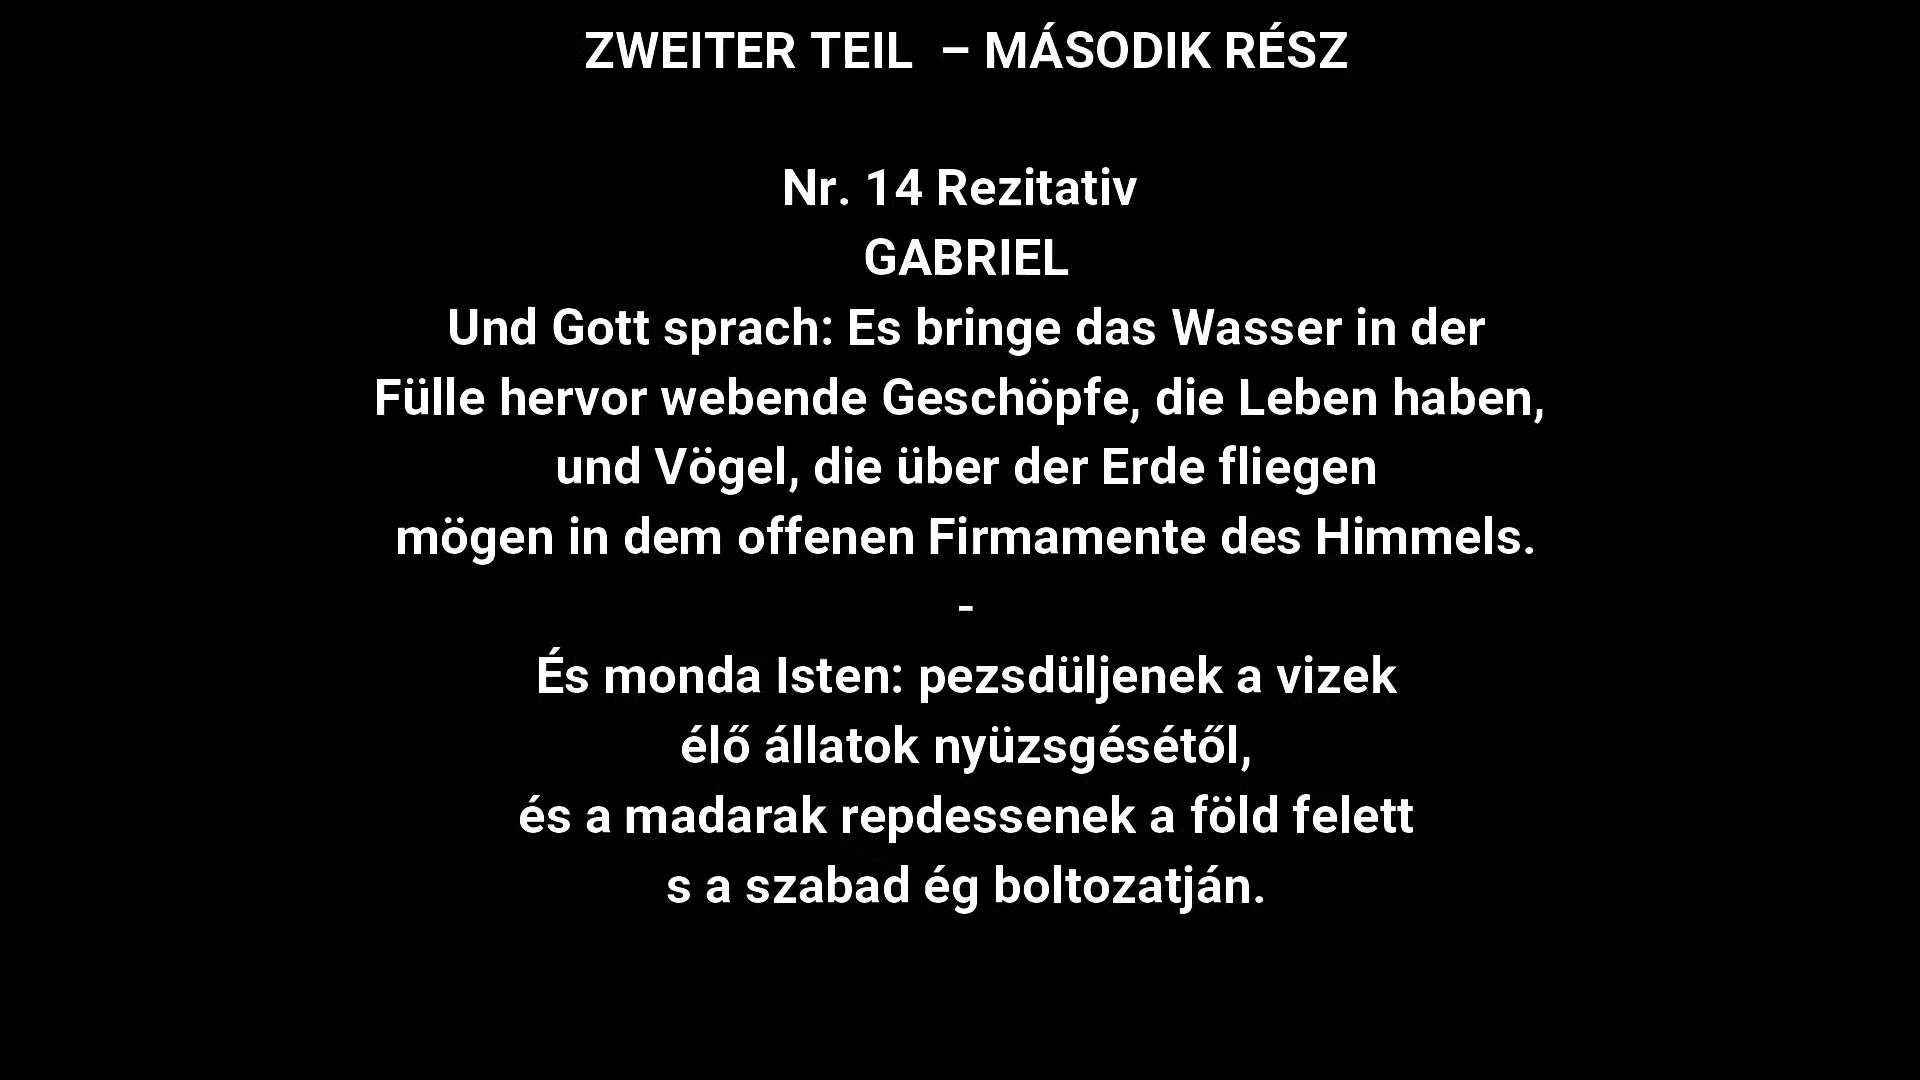 ZWEITER TEIL – MÁSODIK RÉSZ
Nr. 14 Rezitativ
GABRIEL
Und Gott sprach: Es bringe das Wasser in der
Fülle hervor webende Geschöpfe, die Leben haben,
und Vögel, die über der Erde fliegen
mögen in dem offenen Firmamente des Himmels.
-
És monda Isten: pezsdüljenek a vizek
élő állatok nyüzsgésétől,
és a madarak repdessenek a föld felett
s a szabad ég boltozatján.